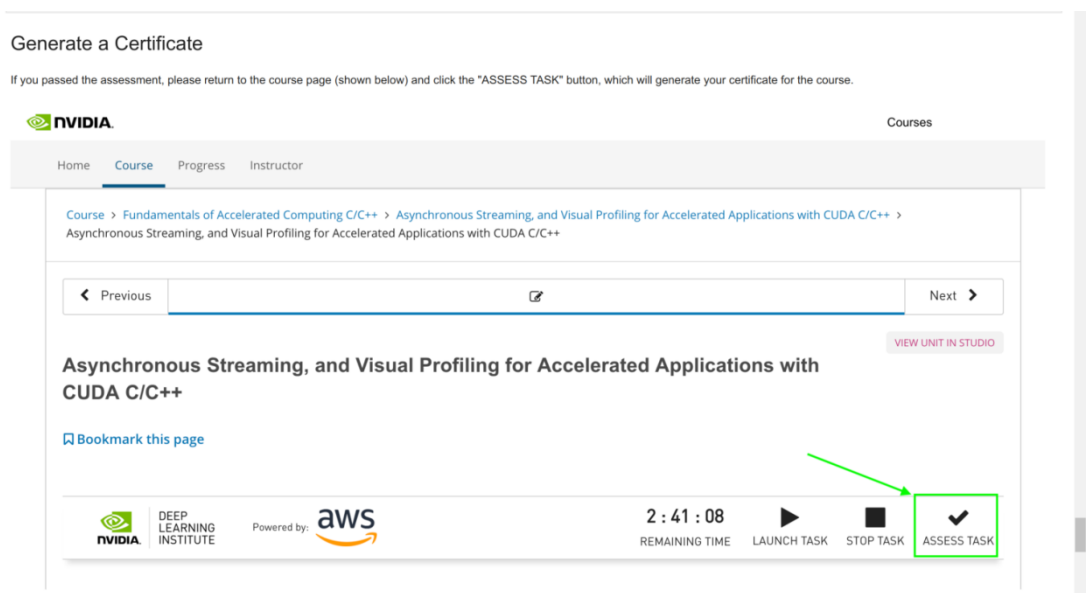 Generate a Certificate
If you passed the assessment, please return to the course page (shown below) and click the "ASSESS TASK" button, which will generate your certificate for the course.
NVIDIA.
Courses
Home Course Progress Instructor
Course > Fundamentals of Accelerated Computing C/C++ > Asynchronous Streaming, and Visual Profiling for Accelerated Applications with CUDA C/C++ >
Asynchronous Streaming, and Visual Profiling for Accelerated Applications with CUDA C/C++
Previous
Next
VIEW UNIT IN STUDIO
Asynchronous Streaming, and Visual Profiling for Accelerated Applications with
CUDA C/C++
Bookmark this page
NVIDIA.
DEEP
LEARNING
INSTITUTE
Powered by: aws
2 : 41 : 08
REMAINING TIME
LAUNCH TASK
STOP TASK
ASSESS TASK